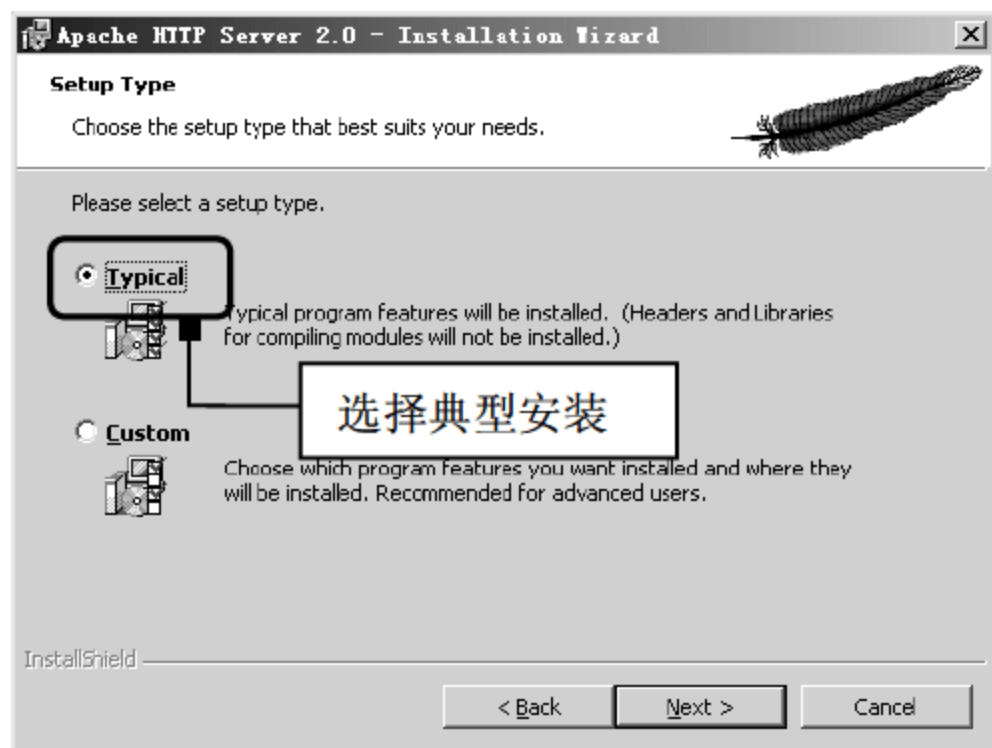 Apache HTTP Server 2.0 - Installation Wizard
Setup Type
Choose the setup type that best suits your needs.
Please select a setup type.
Typical
Typical program features will be installed. (Headers and Libraries
for compiling modules will not be installed.)
选择典型安装
Custom
Choose which program features you want installed and where they
will be installed. Recommended for advanced users.
InstallShield
< Back
Next >
Cancel